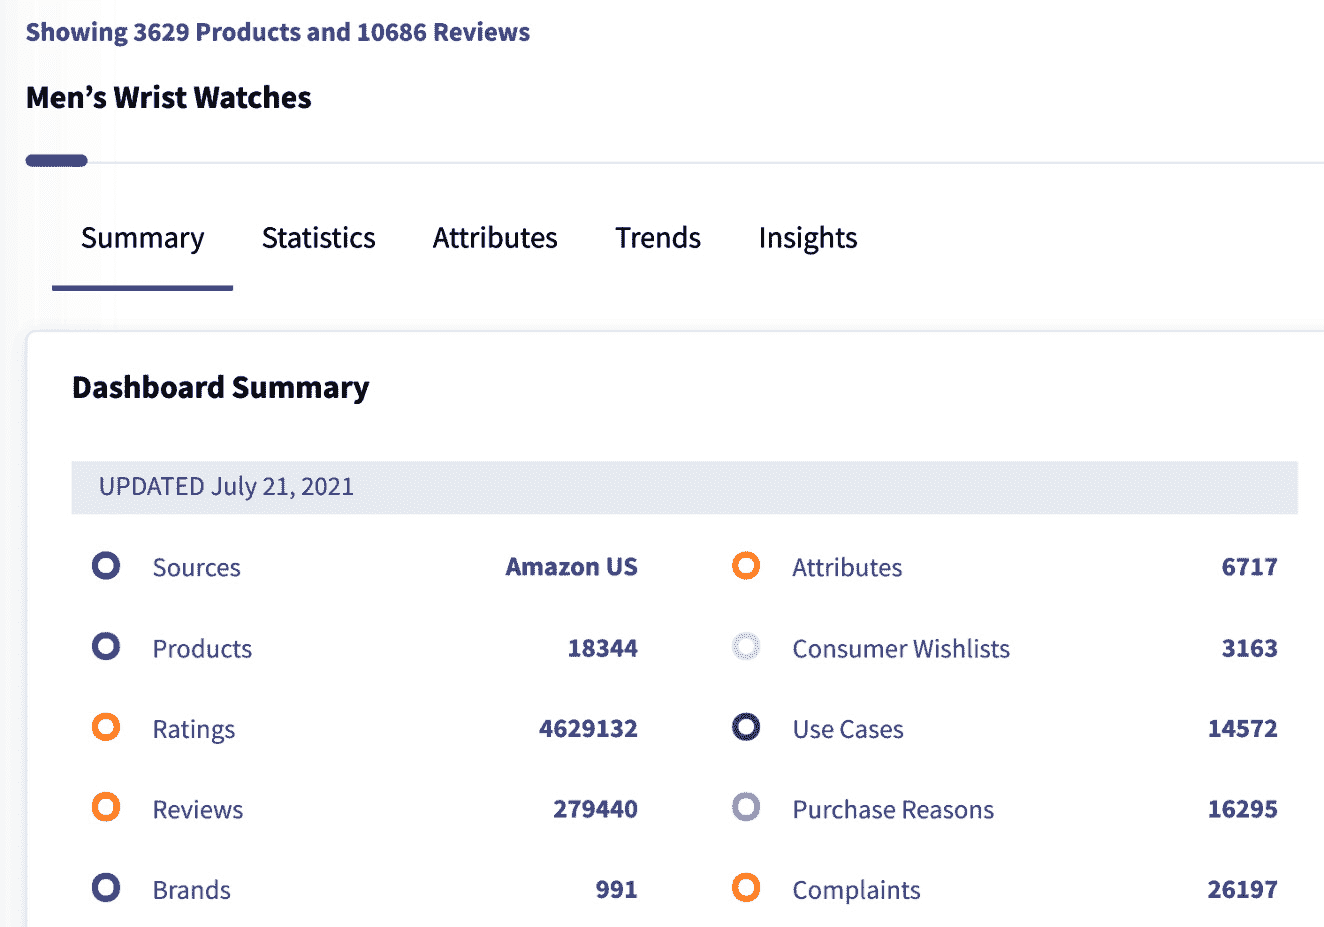 Showing 3629 Products and 10686 Reviews
Men’s Wrist Watches
Summary Statistics Attributes Trends Insights
Dashboard Summary
UPDATED July 21, 2021
Sources Amazon US Attributes 6717
Products 18344 Consumer Wishlists 3163
Ratings 4629132 Use Cases 14572
Reviews 279440 Purchase Reasons 16295
Brands 991 Complaints 26197